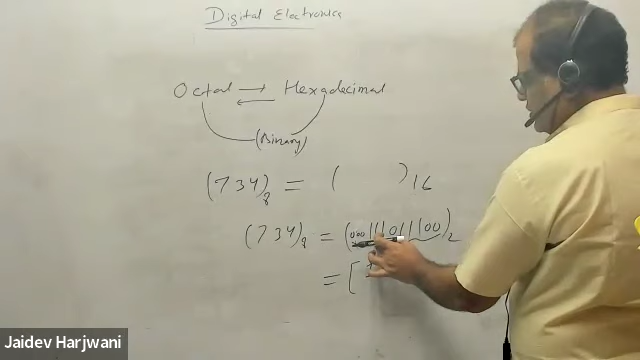 Digital Electronics
Octal → Hexadecimal
←
(Binary)
(734)₈ = ( )₁₆
(734)₈ = (000111011100)₂
= [
Jaidev Harjwani